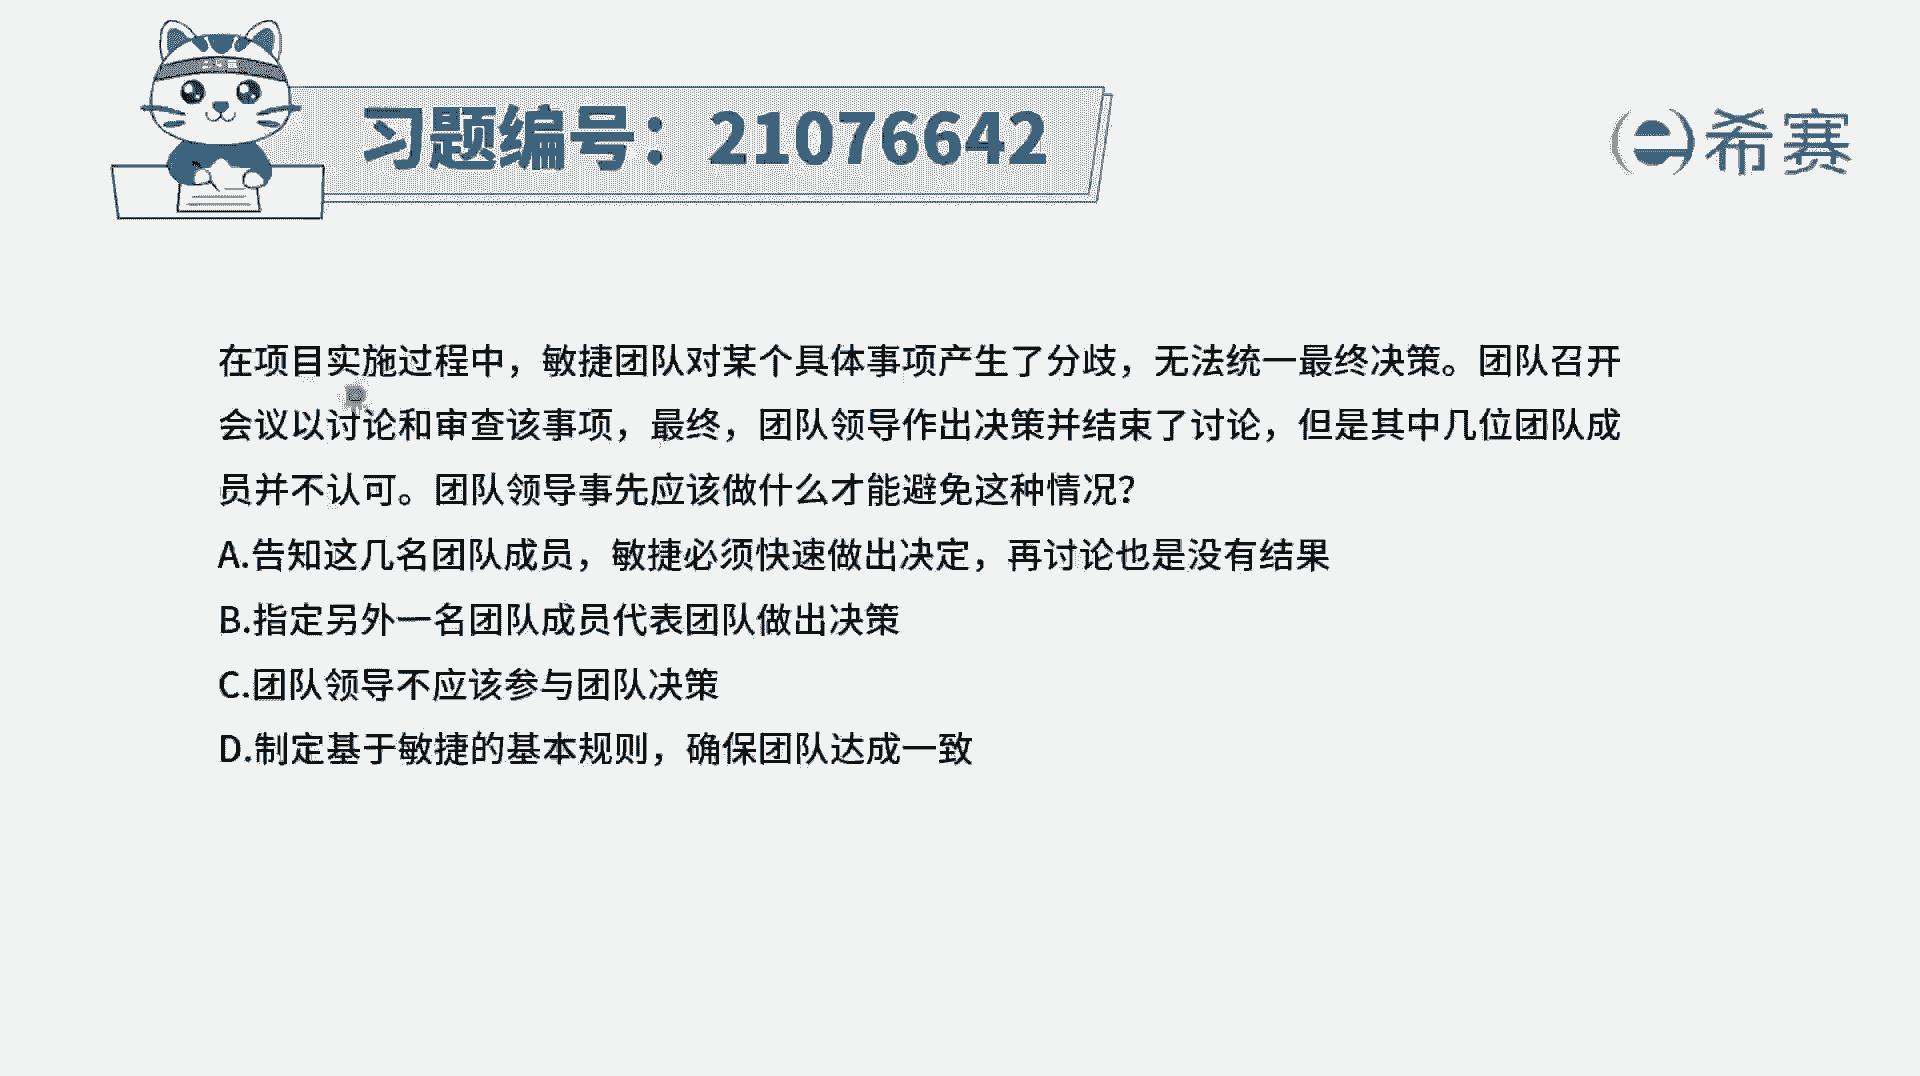 习题编号：21076642
希赛
在项目实施过程中，敏捷团队对某个具体事项产生了分歧，无法统一最终决策。团队召开
会议以讨论和审查该事项，最终，团队领导作出决策并结束了讨论，但是其中几位团队成
员并不认可。团队领导事先应该做什么才能避免这种情况？
A.告知这几名团队成员，敏捷必须快速做出决定，再讨论也是没有结果
B.指定另外一名团队成员代表团队做出决策
C.团队领导不应该参与团队决策
D.制定基于敏捷的基本规则，确保团队达成一致